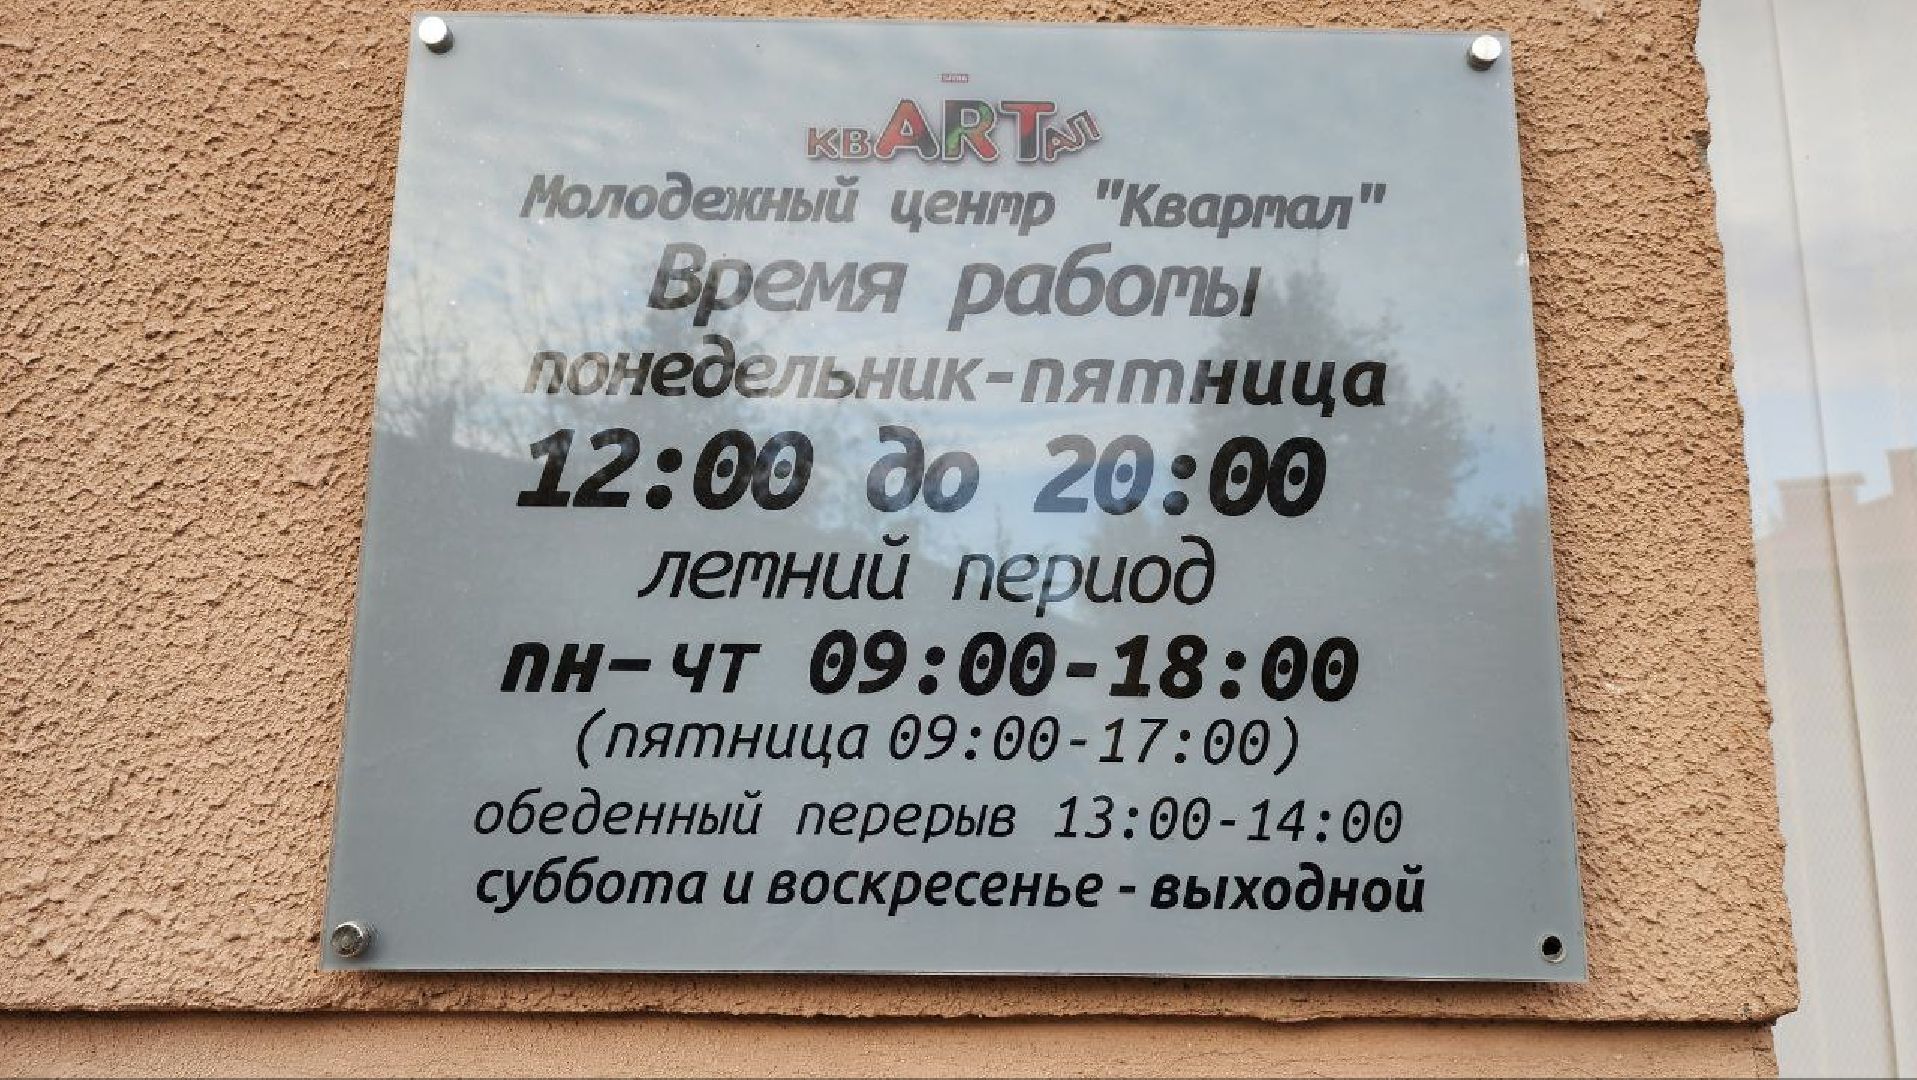 квARTал
Молодежный центр "Квартал"
Время работы
понедельник-пятница
12:00 до 20:00
летний период
пн-чт 09:00-18:00
(пятница 09:00-17:00)
обеденный перерыв 13:00-14:00
суббота и воскресенье - выходной